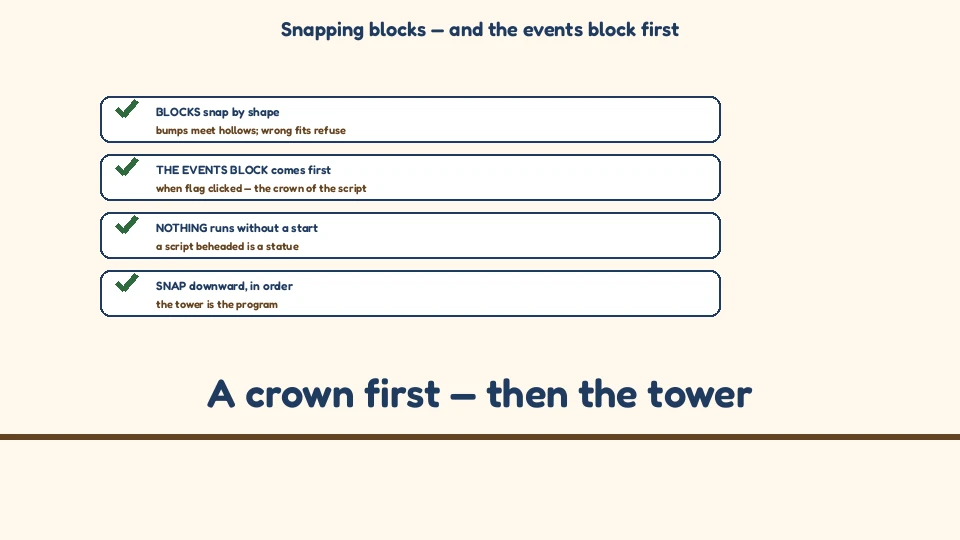 Snapping blocks — and the events block first
BLOCKS snap by shape
bumps meet hollows; wrong fits refuse
THE EVENTS BLOCK comes first
when flag clicked — the crown of the script
NOTHING runs without a start
a script beheaded is a statue
SNAP downward, in order
the tower is the program
A crown first — then the tower